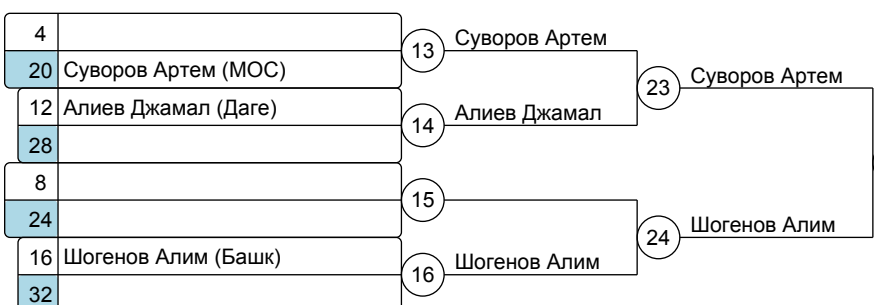 4
13 Суворов Артем
20 Суворов Артем (МОС)
23 Суворов Артем
12 Алиев Джамал (Даге)
14 Алиев Джамал
28
8
15
24
24 Шогенов Алим
16 Шогенов Алим (Башк)
16 Шогенов Алим
32